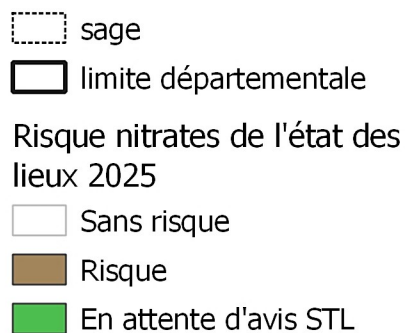 sage
limite départementale
Risque nitrates de l'état des
lieux 2025
Sans risque
Risque
En attente d'avis STL